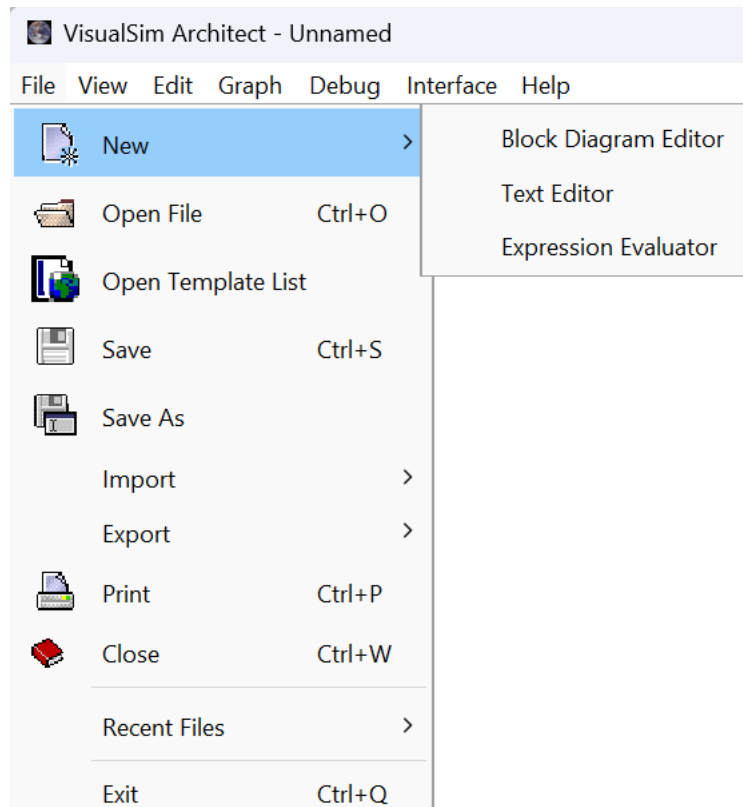 VisualSim Architect - Unnamed
File View Edit Graph Debug Interface Help
New
Block Diagram Editor
Text Editor
Expression Evaluator
Open File Ctrl+O
Open Template List
Save Ctrl+S
Save As
Import
Export
Print Ctrl+P
Close Ctrl+W
Recent Files
Exit Ctrl+Q